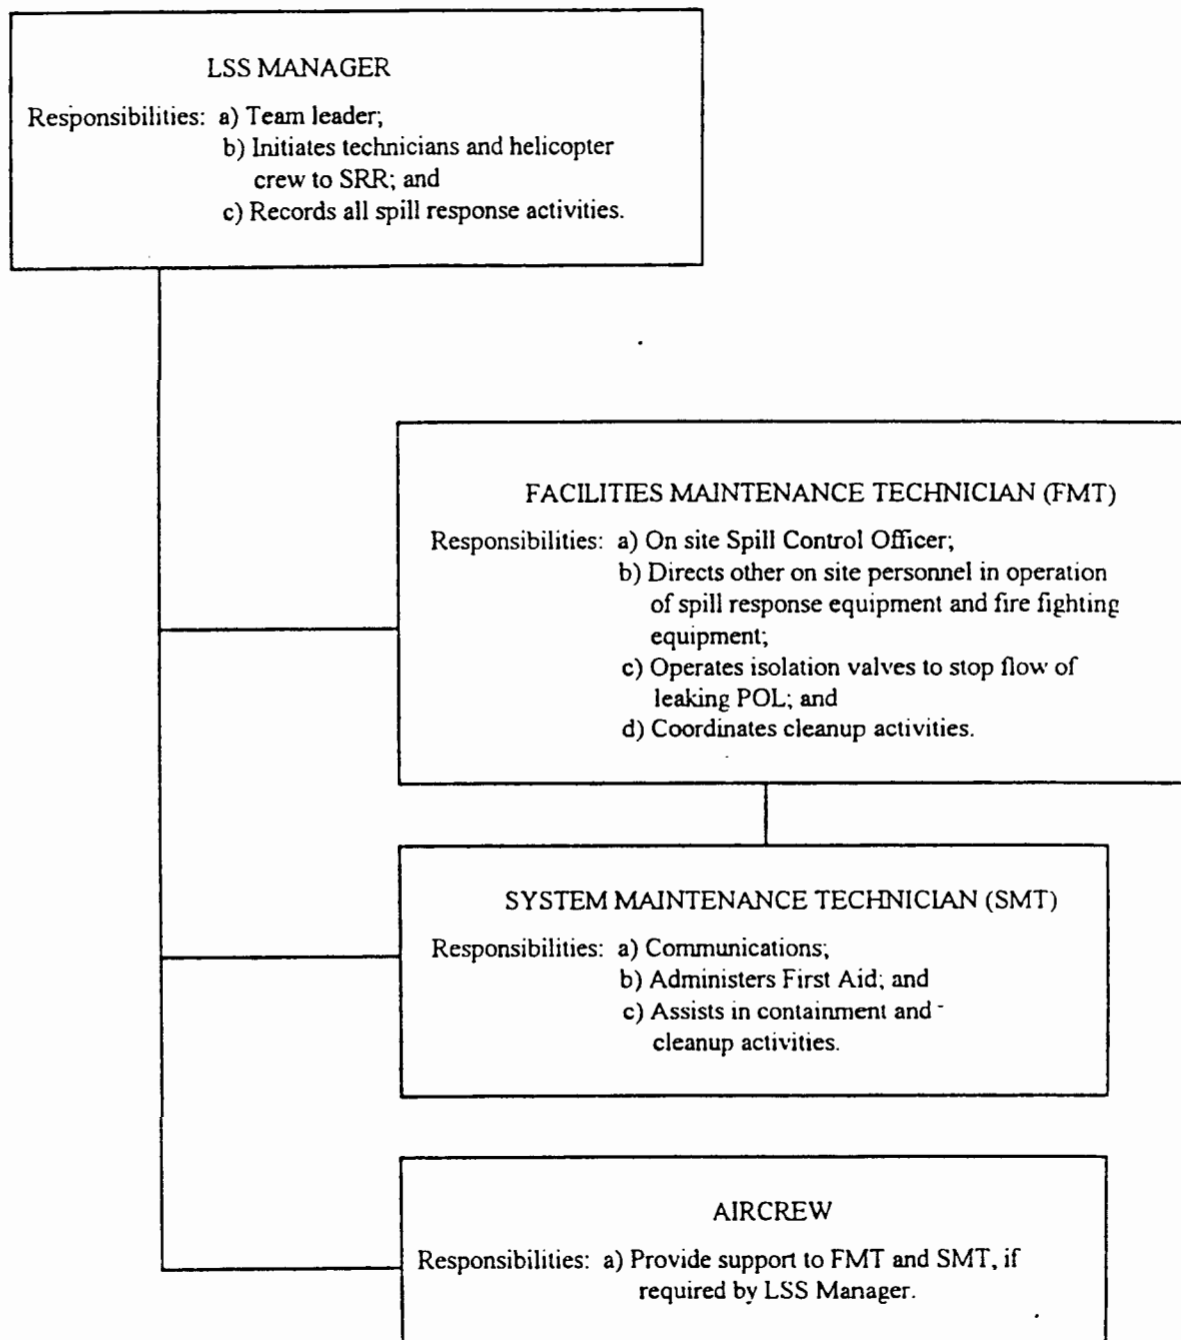 LSS MANAGER
Responsibilities: a) Team leader;
b) Initiates technicians and helicopter
crew to SRR; and
c) Records all spill response activities.
FACILITIES MAINTENANCE TECHNICIAN (FMT)
Responsibilities: a) On site Spill Control Officer;
b) Directs other on site personnel in operation
of spill response equipment and fire fighting
equipment;
c) Operates isolation valves to stop flow of
leaking POL; and
d) Coordinates cleanup activities.
SYSTEM MAINTENANCE TECHNICIAN (SMT)
Responsibilities: a) Communications;
b) Administers First Aid; and
c) Assists in containment and
cleanup activities.
AIRCREW
Responsibilities: a) Provide support to FMT and SMT, if
required by LSS Manager.